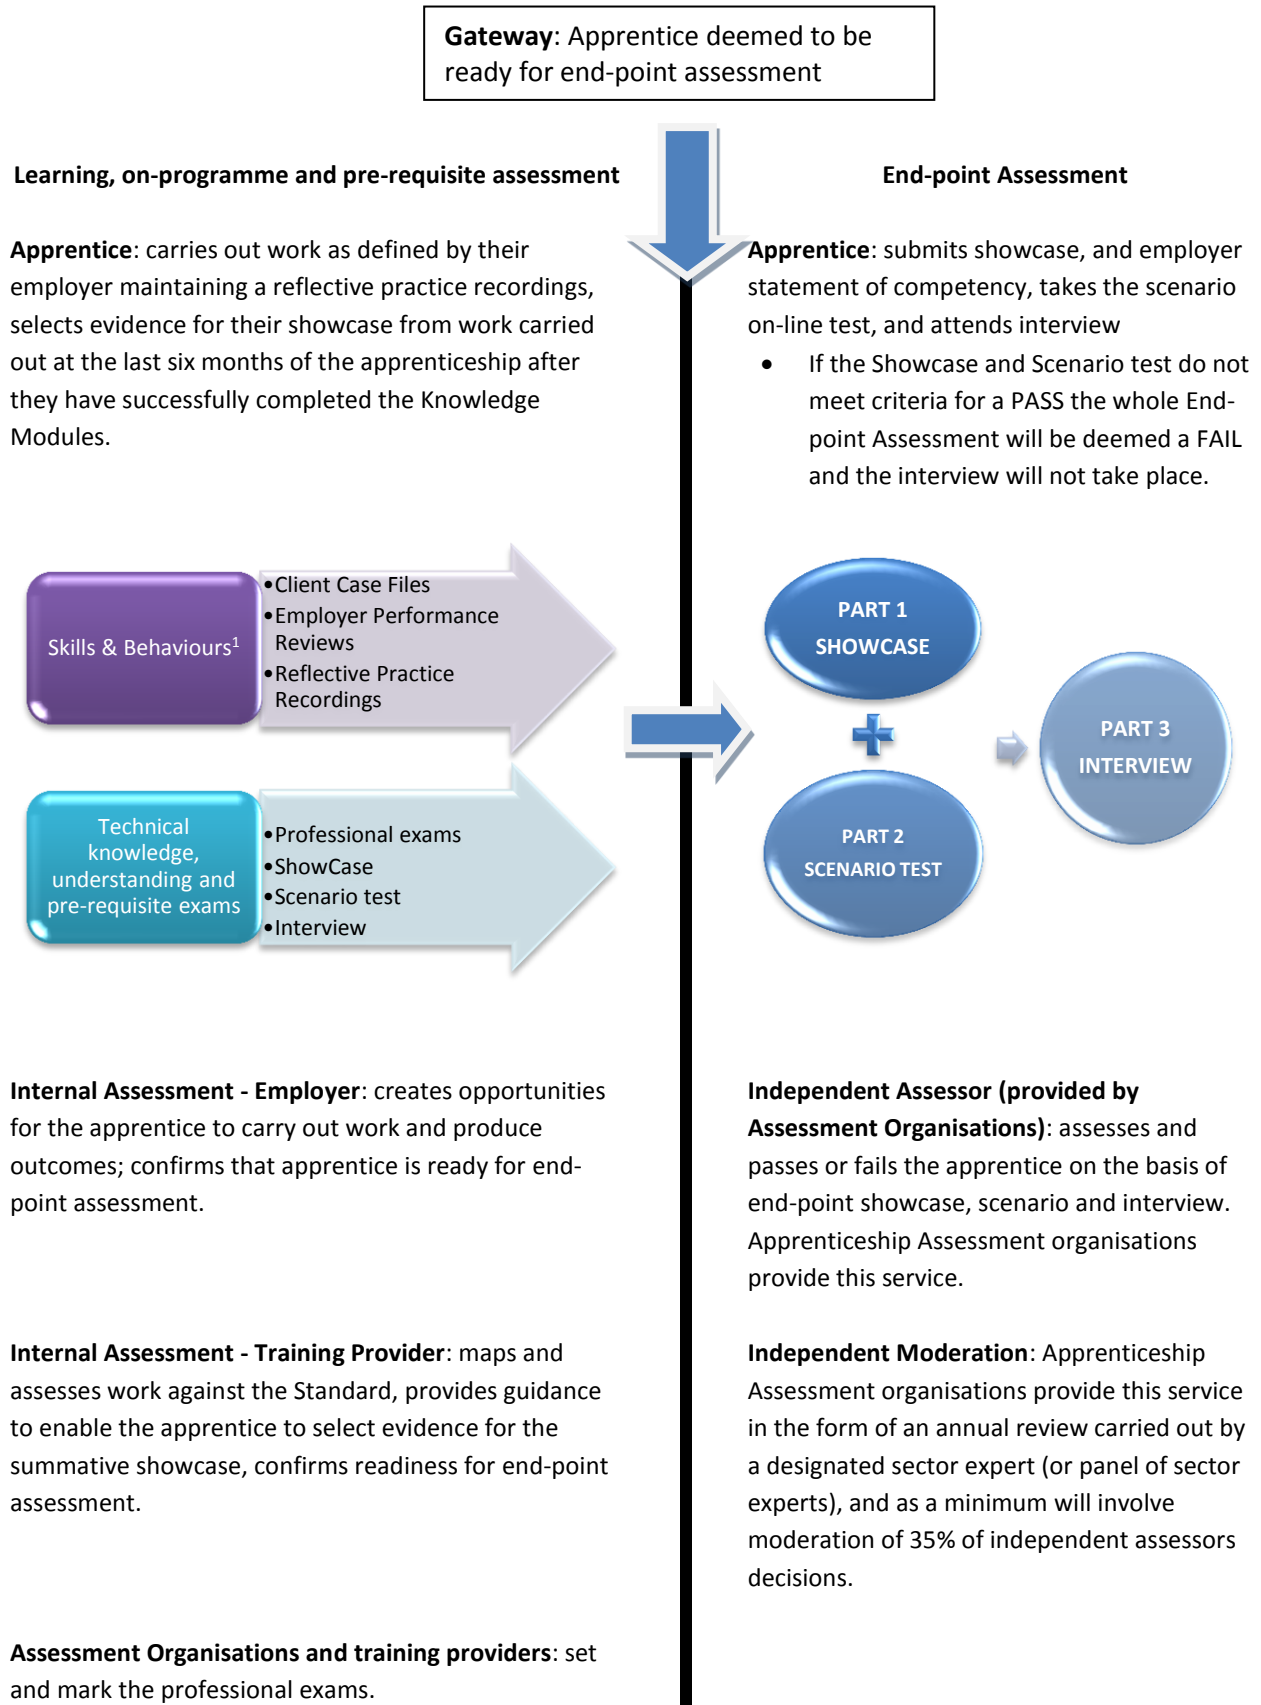 Gateway: Apprentice deemed to be
ready for end-point assessment
Learning, on-programme and pre-requisite assessment
Apprentice: carries out work as defined by their
employer maintaining a reflective practice recordings,
selects evidence for their showcase from work carried
out at the last six months of the apprenticeship after
they have successfully completed the Knowledge
Modules.
Skills & Behaviours¹
•Client Case Files
•Employer Performance
Reviews
•Reflective Practice
Recordings
Technical
knowledge,
understanding and
pre-requisite exams
•Professional exams
•ShowCase
•Scenario test
•Interview
Internal Assessment - Employer: creates opportunities
for the apprentice to carry out work and produce
outcomes; confirms that apprentice is ready for end-
point assessment.
Internal Assessment - Training Provider: maps and
assesses work against the Standard, provides guidance
to enable the apprentice to select evidence for the
summative showcase, confirms readiness for end-point
assessment.
Assessment Organisations and training providers: set
and mark the professional exams.
End-point Assessment
Apprentice: submits showcase, and employer
statement of competency, takes the scenario
on-line test, and attends interview
• If the Showcase and Scenario test do not
meet criteria for a PASS the whole End-
point Assessment will be deemed a FAIL
and the interview will not take place.
PART 1
SHOWCASE
PART 2
SCENARIO TEST
PART 3
INTERVIEW
Independent Assessor (provided by
Assessment Organisations): assesses and
passes or fails the apprentice on the basis of
end-point showcase, scenario and interview.
Apprenticeship Assessment organisations
provide this service.
Independent Moderation: Apprenticeship
Assessment organisations provide this service
in the form of an annual review carried out by
a designated sector expert (or panel of sector
experts), and as a minimum will involve
moderation of 35% of independent assessors
decisions.